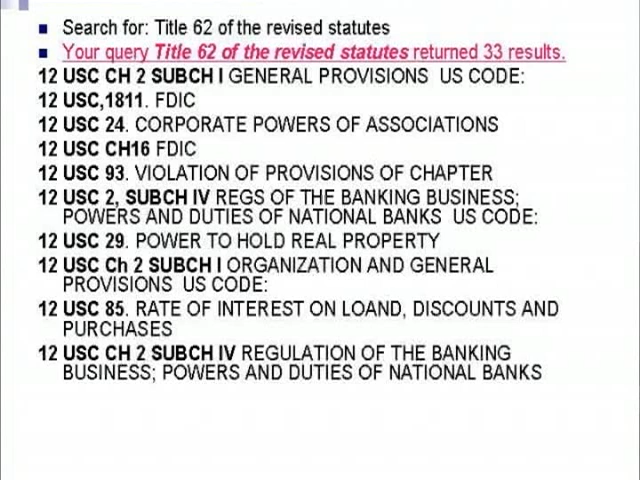 Search for: Title 62 of the revised statutes
Your query Title 62 of the revised statutes returned 33 results.
12 USC CH 2 SUBCH I GENERAL PROVISIONS US CODE:
12 USC,1811. FDIC
12 USC 24. CORPORATE POWERS OF ASSOCIATIONS
12 USC CH16 FDIC
12 USC 93. VIOLATION OF PROVISIONS OF CHAPTER
12 USC 2, SUBCH IV REGS OF THE BANKING BUSINESS;
POWERS AND DUTIES OF NATIONAL BANKS US CODE:
12 USC 29. POWER TO HOLD REAL PROPERTY
12 USC Ch 2 SUBCH I ORGANIZATION AND GENERAL
PROVISIONS US CODE:
12 USC 85. RATE OF INTEREST ON LOAND, DISCOUNTS AND
PURCHASES
12 USC CH 2 SUBCH IV REGULATION OF THE BANKING
BUSINESS; POWERS AND DUTIES OF NATIONAL BANKS